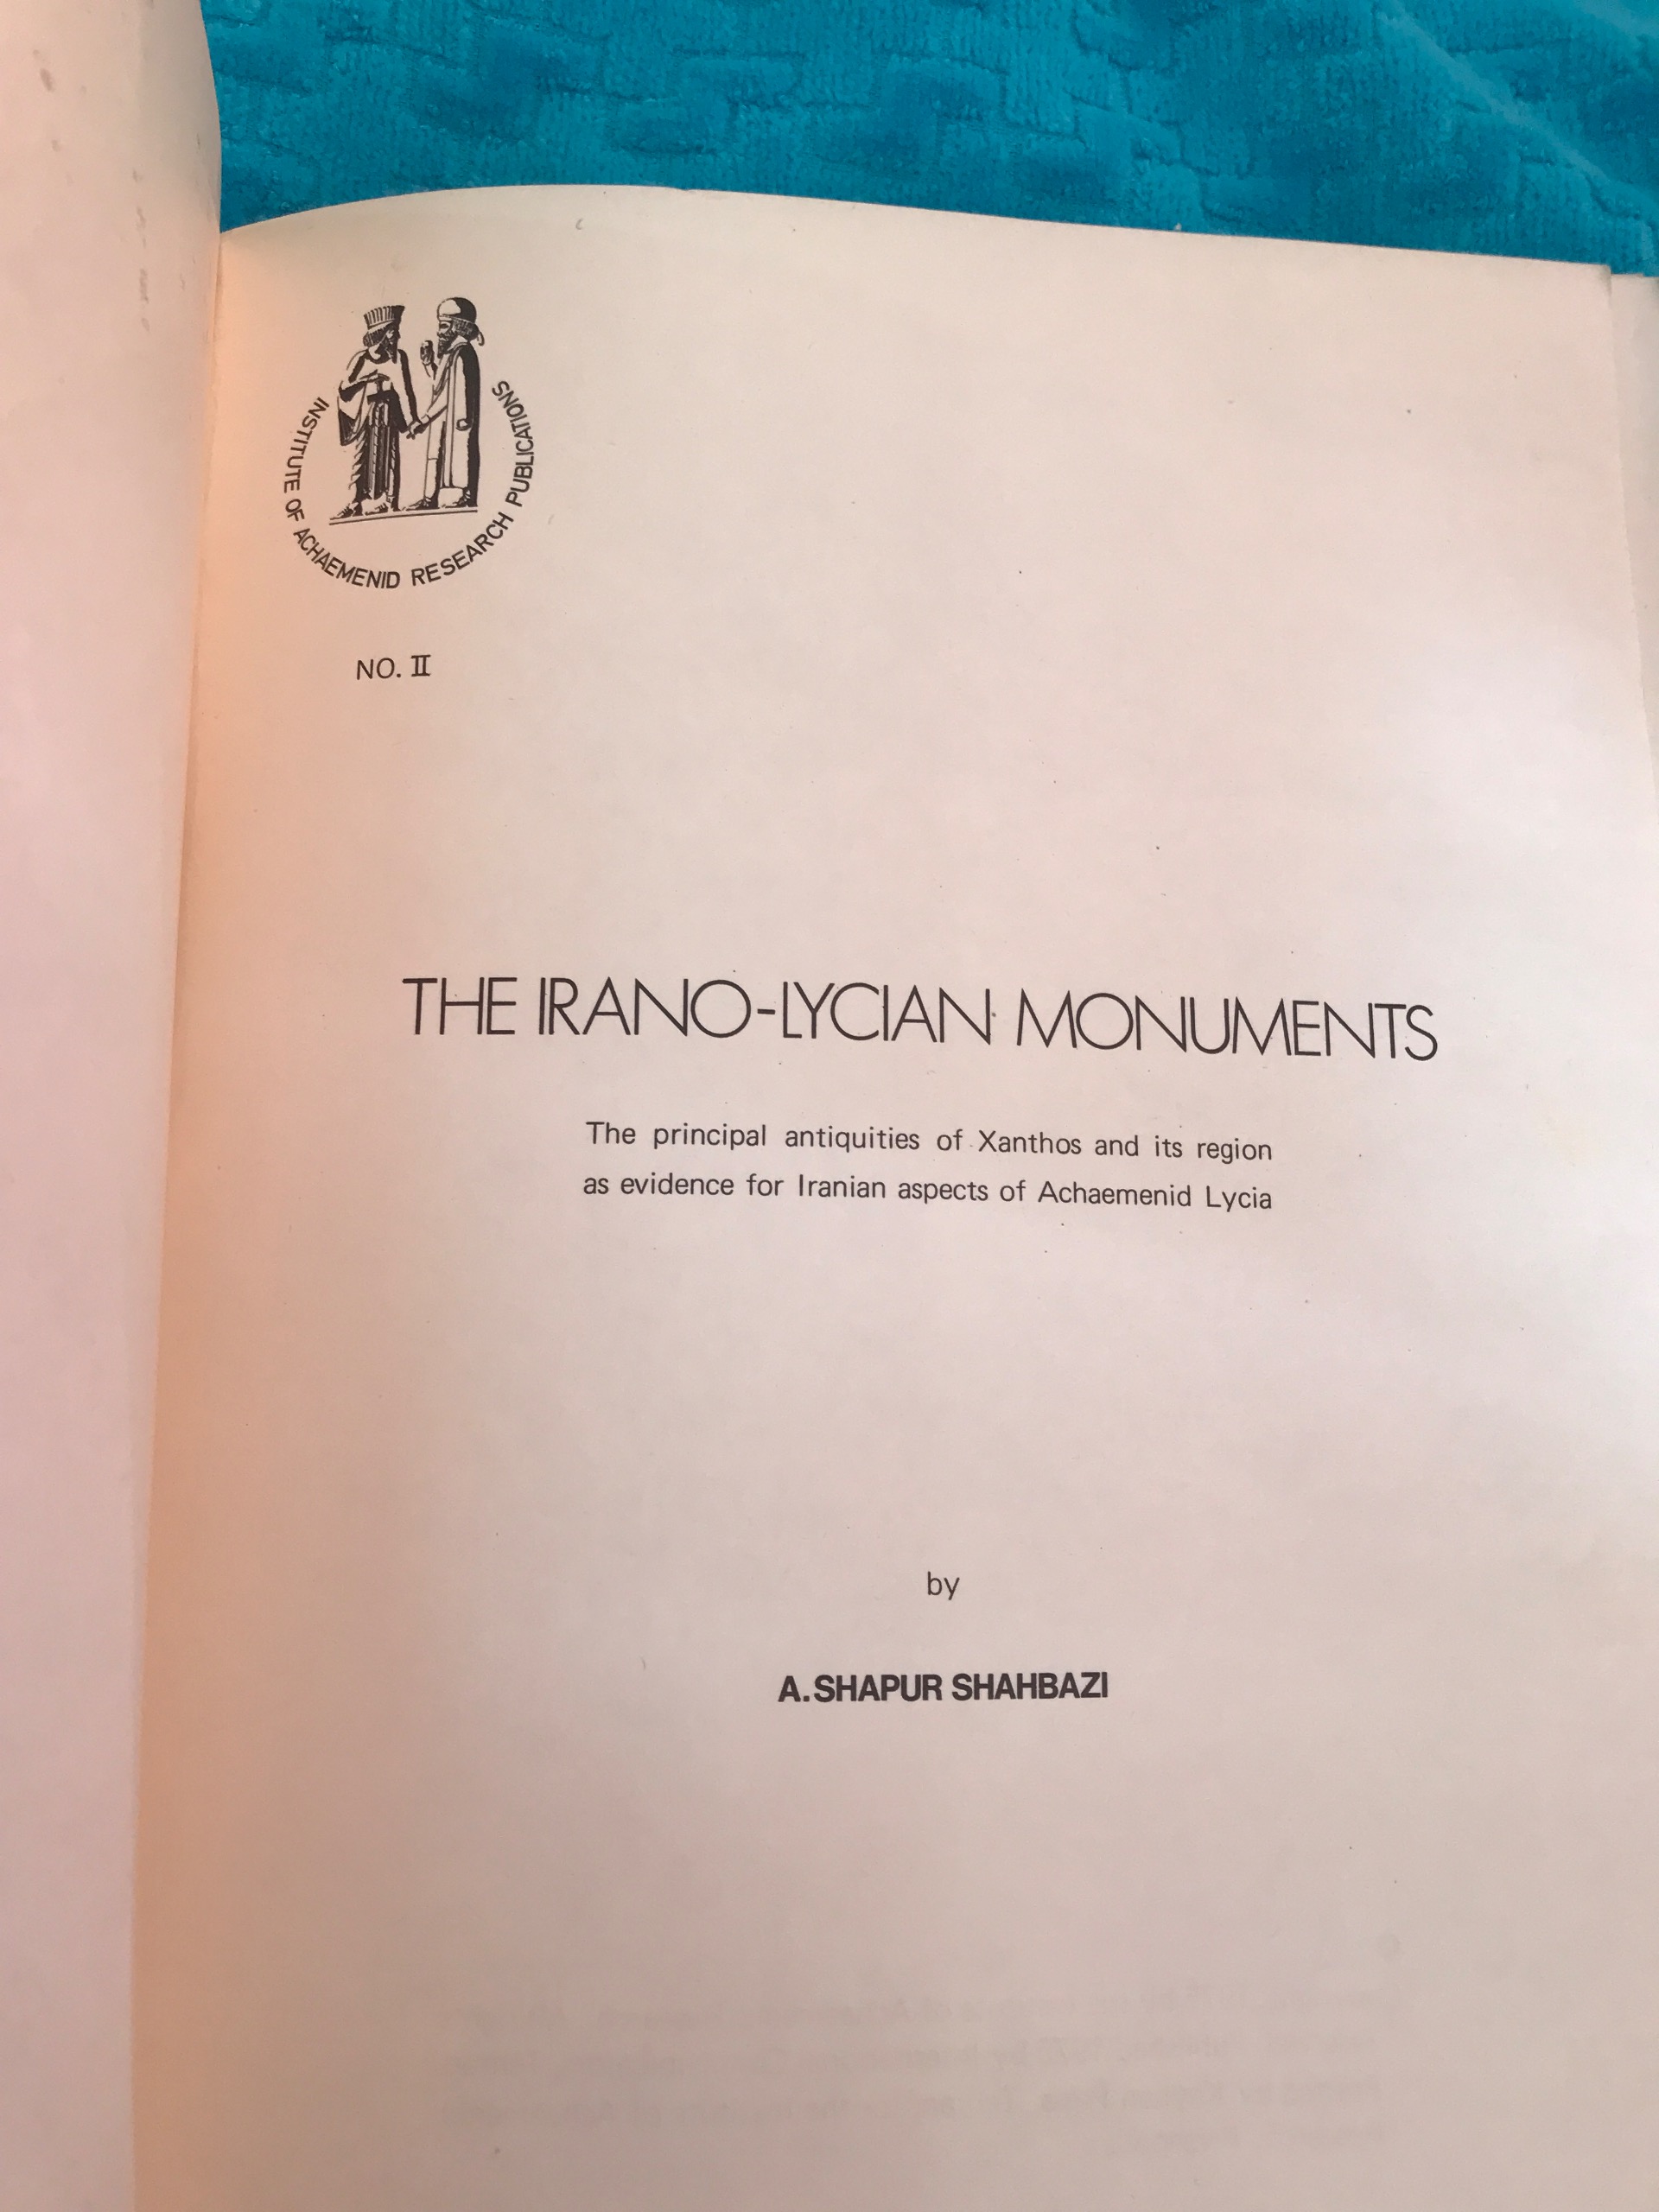 INSTITUTE OF ACHAEMENID RESEARCH PUBLICATIONS
NO. II
THE IRANO-LYCIAN MONUMENTS
The principal antiquities of Xanthos and its region
as evidence for Iranian aspects of Achaemenid Lycia
by
A. SHAPUR SHAHBAZI